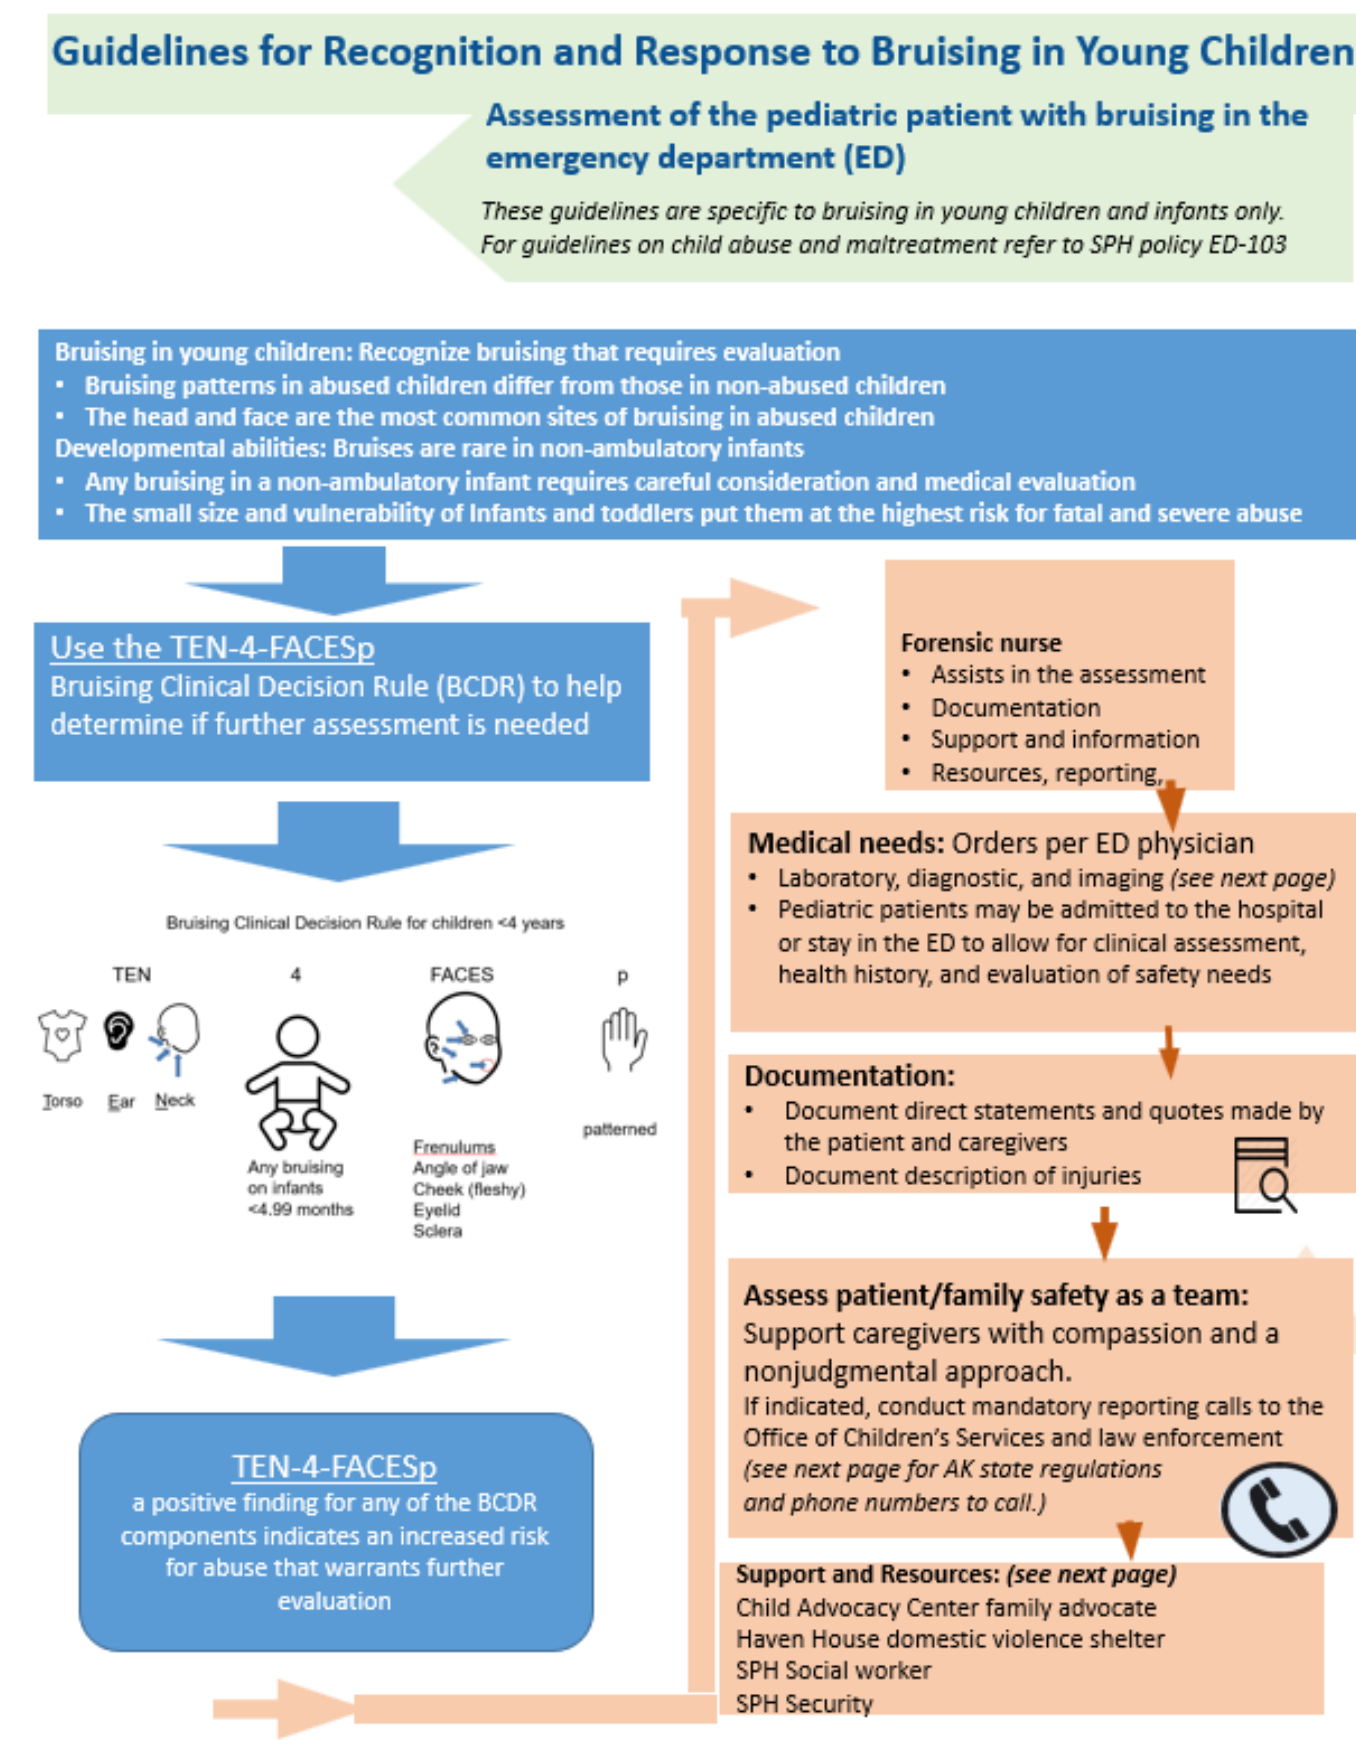 Guidelines for Recognition and Response to Bruising in Young Children
Assessment of the pediatric patient with bruising in the
emergency department (ED)
These guidelines are specific to bruising in young children and infants only.
For guidelines on child abuse and maltreatment refer to SPH policy ED-103
Bruising in young children: Recognize bruising that requires evaluation
▪ Bruising patterns in abused children differ from those in non-abused children
▪ The head and face are the most common sites of bruising in abused children
Developmental abilities: Bruises are rare in non-ambulatory infants
▪ Any bruising in a non-ambulatory infant requires careful consideration and medical evaluation
▪ The small size and vulnerability of Infants and toddlers put them at the highest risk for fatal and severe abuse
Use the TEN-4-FACESp
Bruising Clinical Decision Rule (BCDR) to help
determine if further assessment is needed
Bruising Clinical Decision Rule for children <4 years
TEN
4
FACES
p
Torso
Ear
Neck
Any bruising
on infants
<4.99 months
Frenulums
Angle of jaw
Cheek (fleshy)
Eyelid
Sclera
patterned
TEN-4-FACESp
a positive finding for any of the BCDR
components indicates an increased risk
for abuse that warrants further
evaluation
Forensic nurse
• Assists in the assessment
• Documentation
• Support and information
• Resources, reporting,
Medical needs: Orders per ED physician
• Laboratory, diagnostic, and imaging (see next page)
• Pediatric patients may be admitted to the hospital
or stay in the ED to allow for clinical assessment,
health history, and evaluation of safety needs
Documentation:
• Document direct statements and quotes made by
the patient and caregivers
• Document description of injuries
Assess patient/family safety as a team:
Support caregivers with compassion and a
nonjudgmental approach.
If indicated, conduct mandatory reporting calls to the
Office of Children's Services and law enforcement
(see next page for AK state regulations
and phone numbers to call.)
Support and Resources: (see next page)
Child Advocacy Center family advocate
Haven House domestic violence shelter
SPH Social worker
SPH Security